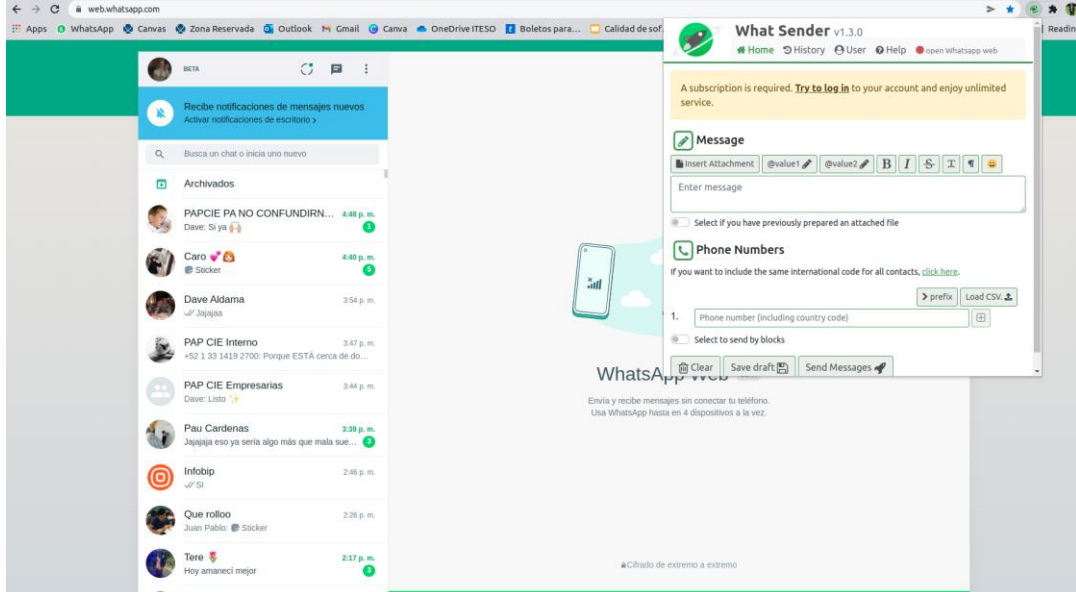 web.whatsapp.com
Apps WhatsApp Canvas Zona Reservada Outlook Gmail Canva OneDrive ITESO Boletos para... Calidad de sof. Readin
BETA
Recibe notificaciones de mensajes nuevos
Activar notificaciones de escritorio >
Busca un chat o inicia uno nuevo
Archivados
PAPCIE PA NO CONFUNDIRN... 4:48 p. m.
Dave: Si ya 🙌🏻 1
Caro 💕 4:40 p. m.
Sticker 5
Dave Aldama 3:54 p. m.
Jajajaa
PAP CIE Interno 3:47 p. m.
+52 1 33 1419 2700: Porque ESTÁ cerca de do...
PAP CIE Empresarias 3:44 p. m.
Dave: Listo ✨
Pau Cardenas 3:39 p. m.
Jajajaja eso ya sería algo más que mala sue... 2
Infobip 2:46 p. m.
SI
Que rolloo 2:26 p. m.
Juan Pablo: Sticker
Tere 🌷 2:17 p. m.
Hoy amanecí mejor 3
WhatsApp Web
Envía y recibe mensajes sin conectar tu teléfono.
Usa WhatsApp hasta en 4 dispositivos a la vez.
Cifrado de extremo a extremo
What Sender v1.3.0
Home History User Help open Whatsapp web
A subscription is required. Try to log in to your account and enjoy unlimited
service.
Message
Insert Attachment @value1 @value2 B I S T ¶ 😀
Enter message
Select if you have previously prepared an attached file
Phone Numbers
If you want to include the same international code for all contacts, click here.
> prefix Load CSV.
1. Phone number (including country code)
Select to send by blocks
Clear Save draft Send Messages